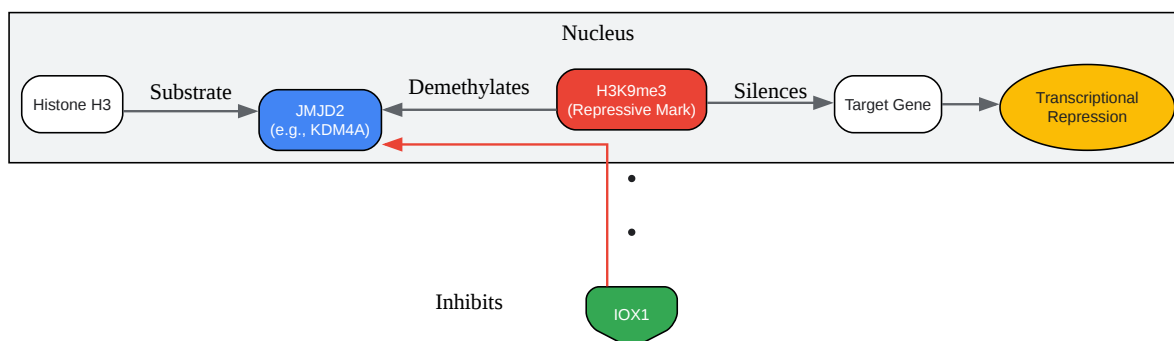 Nucleus
Histone H3
Substrate
JMJD2
(e.g., KDM4A)
Demethylates
H3K9me3
(Repressive Mark)
Silences
Target Gene
Transcriptional
Repression
Inhibits
IOX1